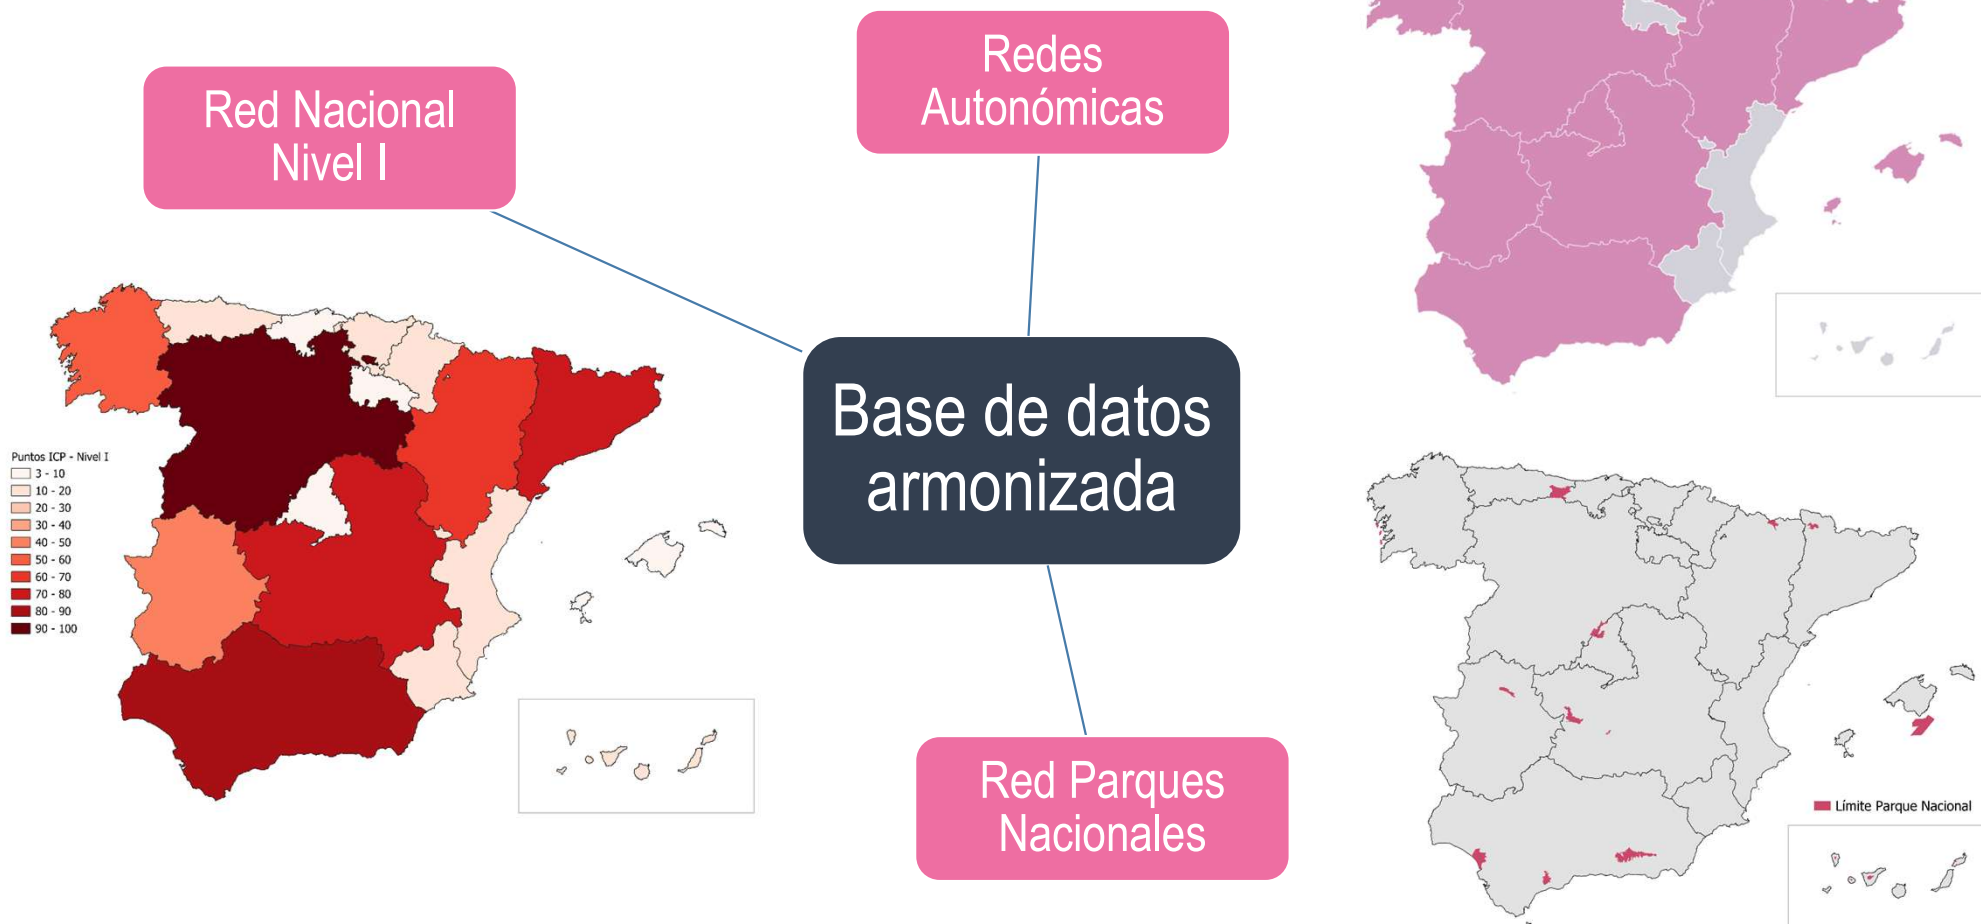 Redes
Autonómicas
Red Nacional
Nivel I
Base de datos
armonizada
Puntos ICP - Nivel I
3 - 10
10 - 20
20 - 30
30 - 40
40 - 50
50 - 60
60 - 70
70 - 80
80 - 90
90 - 100
Red Parques
Nacionales
Límite Parque Nacional